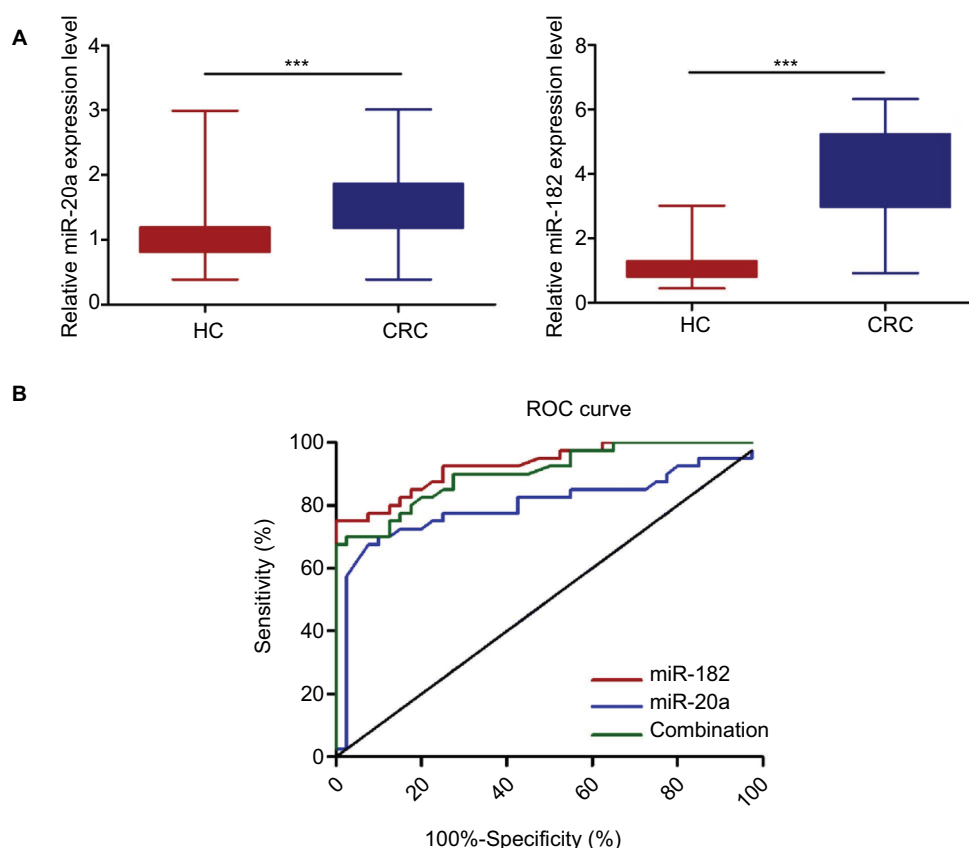 A
Relative miR-20a expression level
4
3
2
1
0
***
HC
CRC
Relative miR-182 expression level
8
6
4
2
0
***
HC
CRC
B
ROC curve
Sensitivity (%)
100
80
60
40
20
0
miR-182
miR-20a
Combination
0
20
40
60
80
100
100%-Specificity (%)